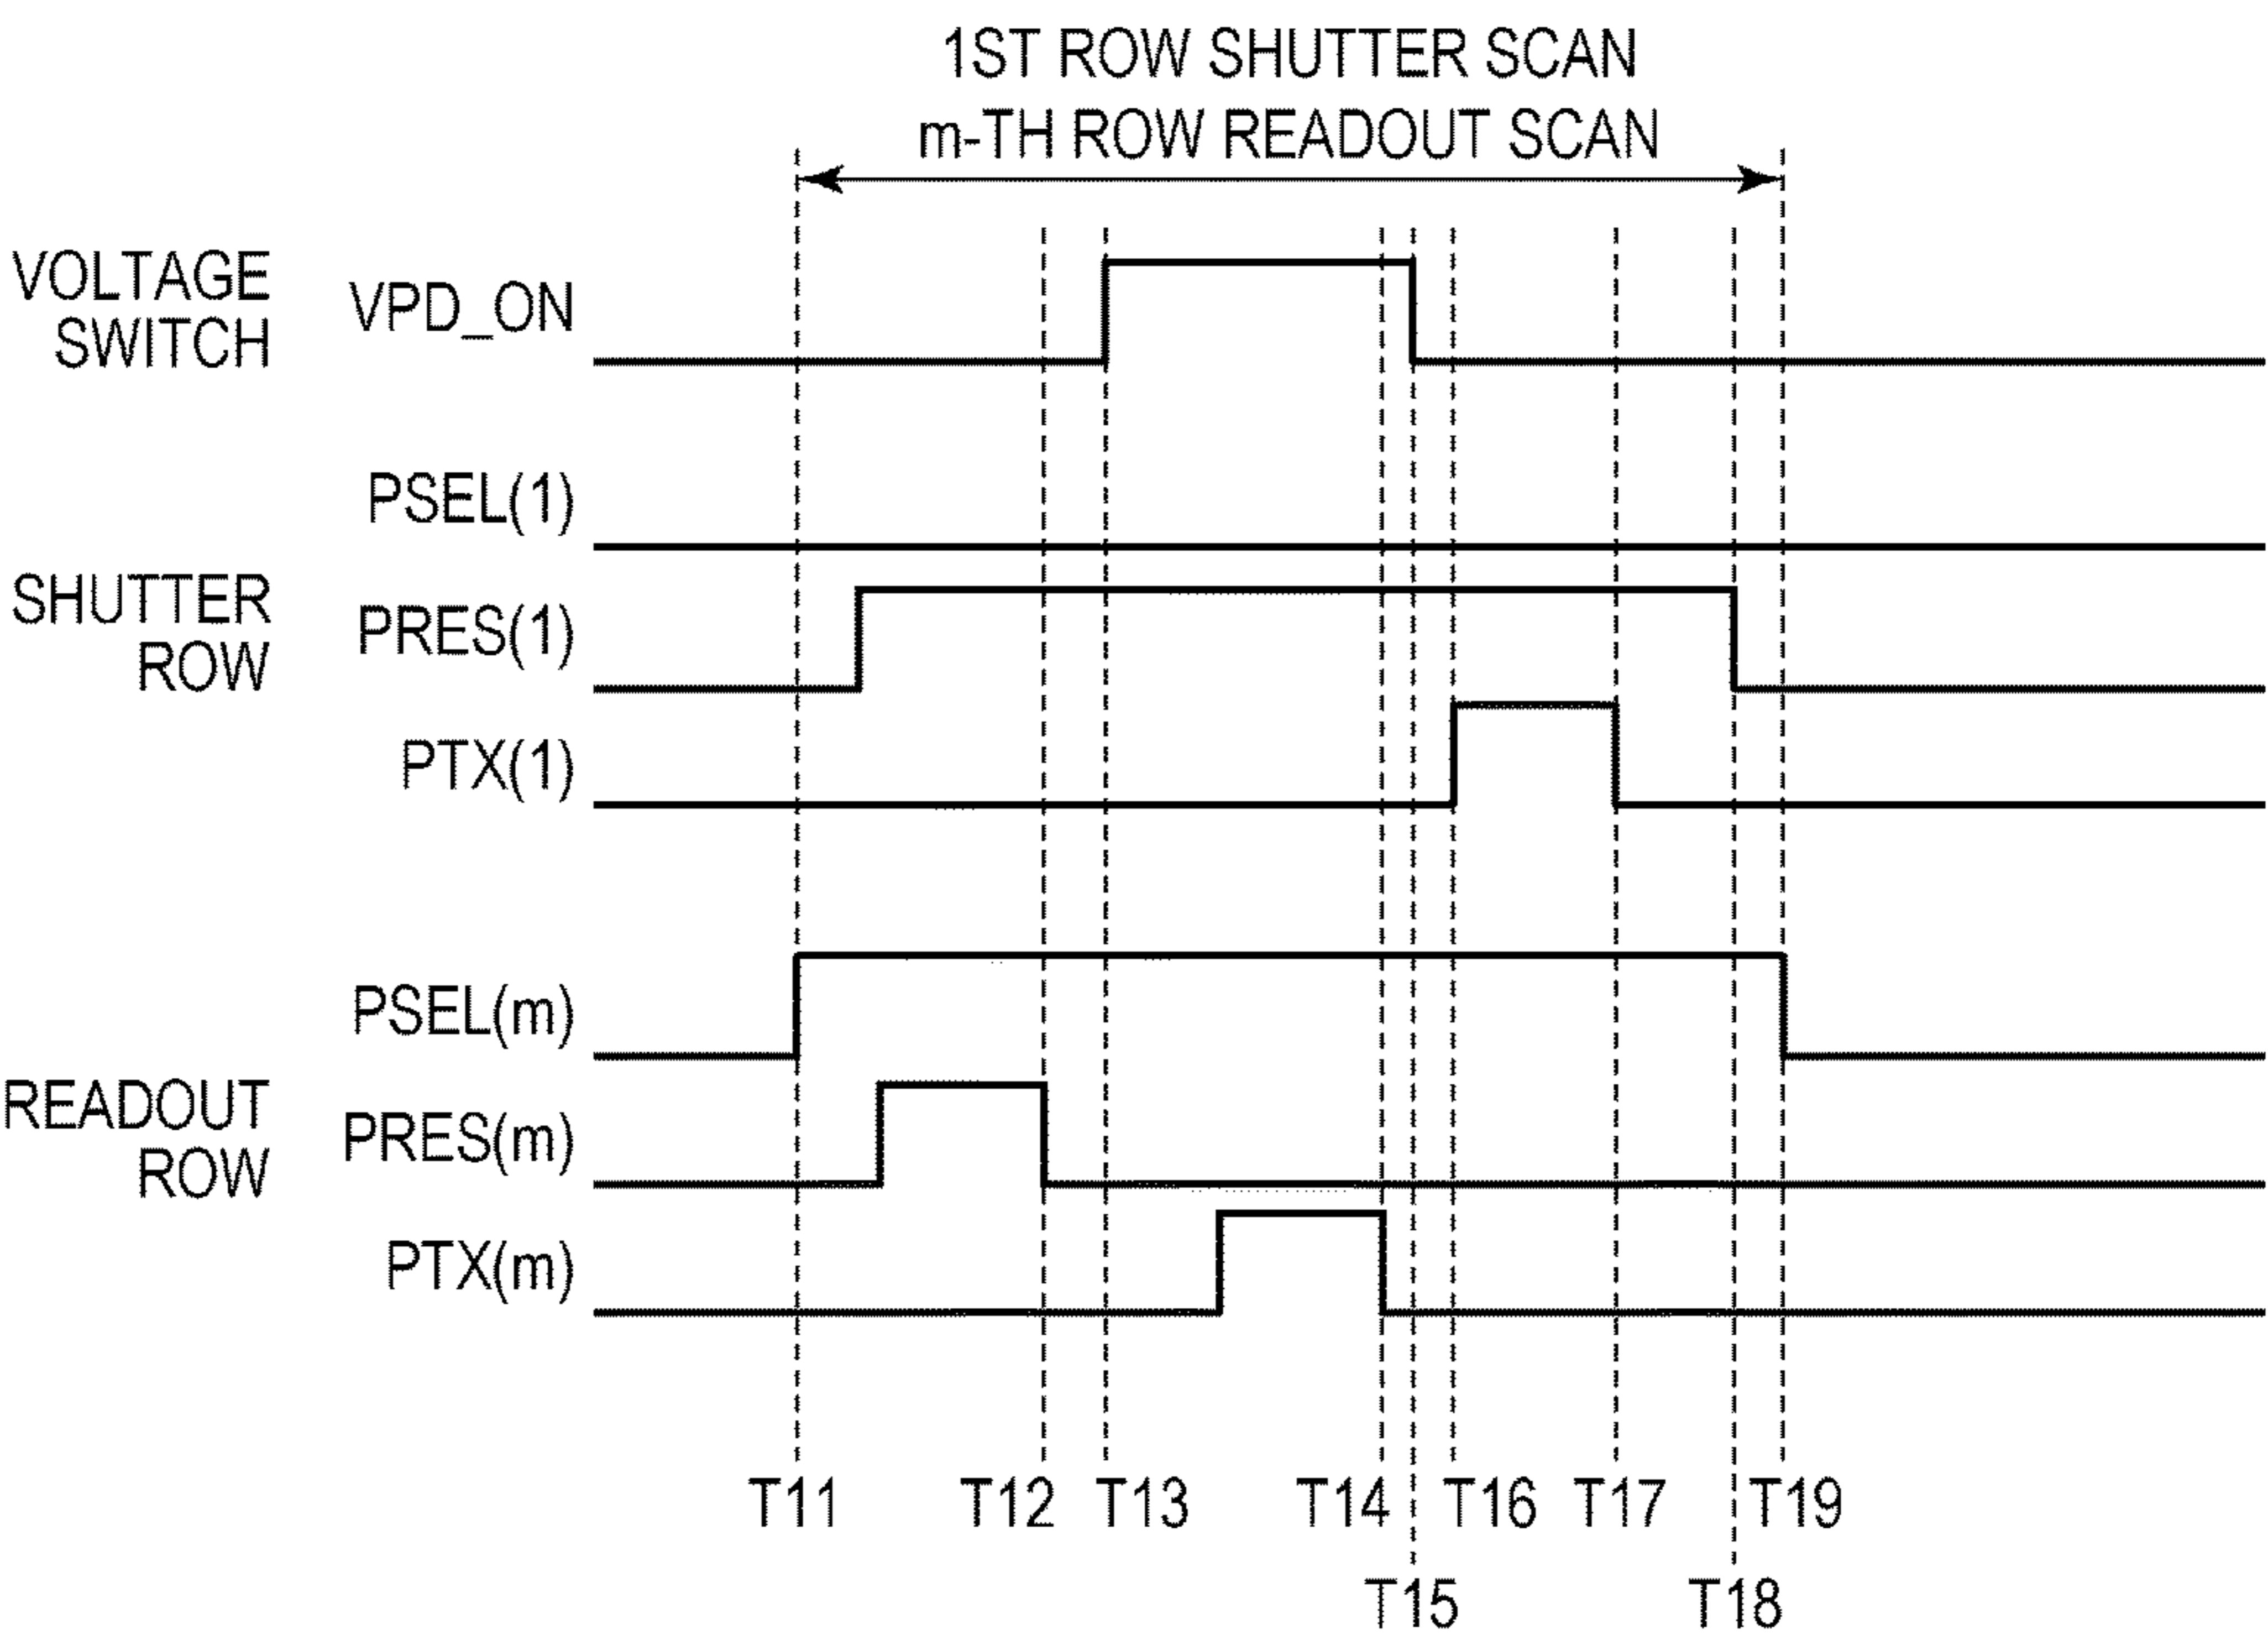 1ST ROW SHUTTER SCAN
m-TH ROW READOUT SCAN
VOLTAGE
SWITCH
VPD_ON
PSEL(1)
SHUTTER
ROW
PRES(1)
PTX(1)
PSEL(m)
READOUT
ROW
PRES(m)
PTX(m)
T11 T12 T13 T14 T16 T17 T19
T15 T18